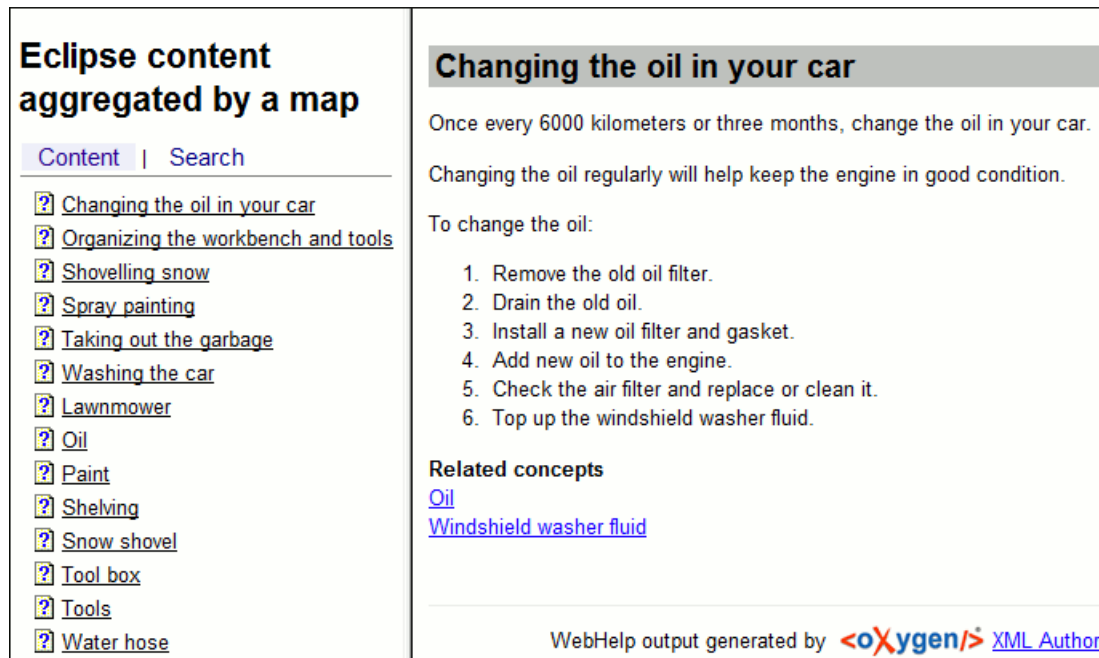 Eclipse content
aggregated by a map
Content | Search
Changing the oil in your car
Organizing the workbench and tools
Shovelling snow
Spray painting
Taking out the garbage
Washing the car
Lawnmower
Oil
Paint
Shelving
Snow shovel
Tool box
Tools
Water hose
Changing the oil in your car
Once every 6000 kilometers or three months, change the oil in your car.
Changing the oil regularly will help keep the engine in good condition.
To change the oil:
1. Remove the old oil filter.
2. Drain the old oil.
3. Install a new oil filter and gasket.
4. Add new oil to the engine.
5. Check the air filter and replace or clean it.
6. Top up the windshield washer fluid.
Related concepts
Oil
Windshield washer fluid
WebHelp output generated by <oXygen/> XML Author